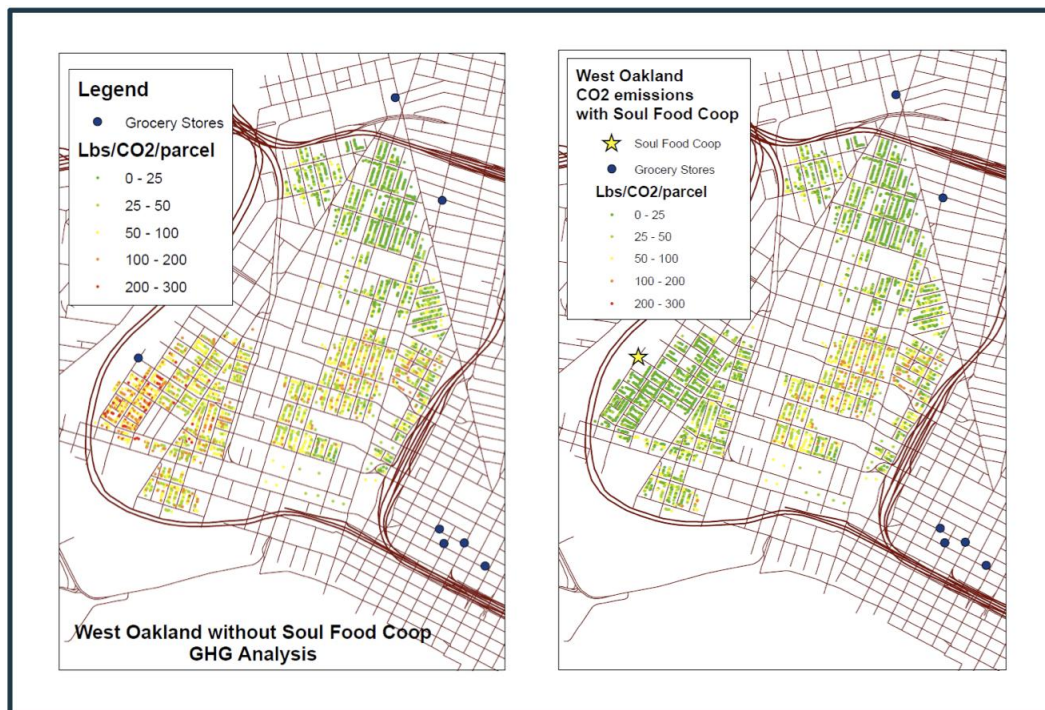 Legend
Grocery Stores
Lbs/CO2/parcel
0 - 25
25 - 50
50 - 100
100 - 200
200 - 300
West Oakland without Soul Food Coop
GHG Analysis
West Oakland
CO2 emissions
with Soul Food Coop
Soul Food Coop
Grocery Stores
Lbs/CO2/parcel
0 - 25
25 - 50
50 - 100
100 - 200
200 - 300